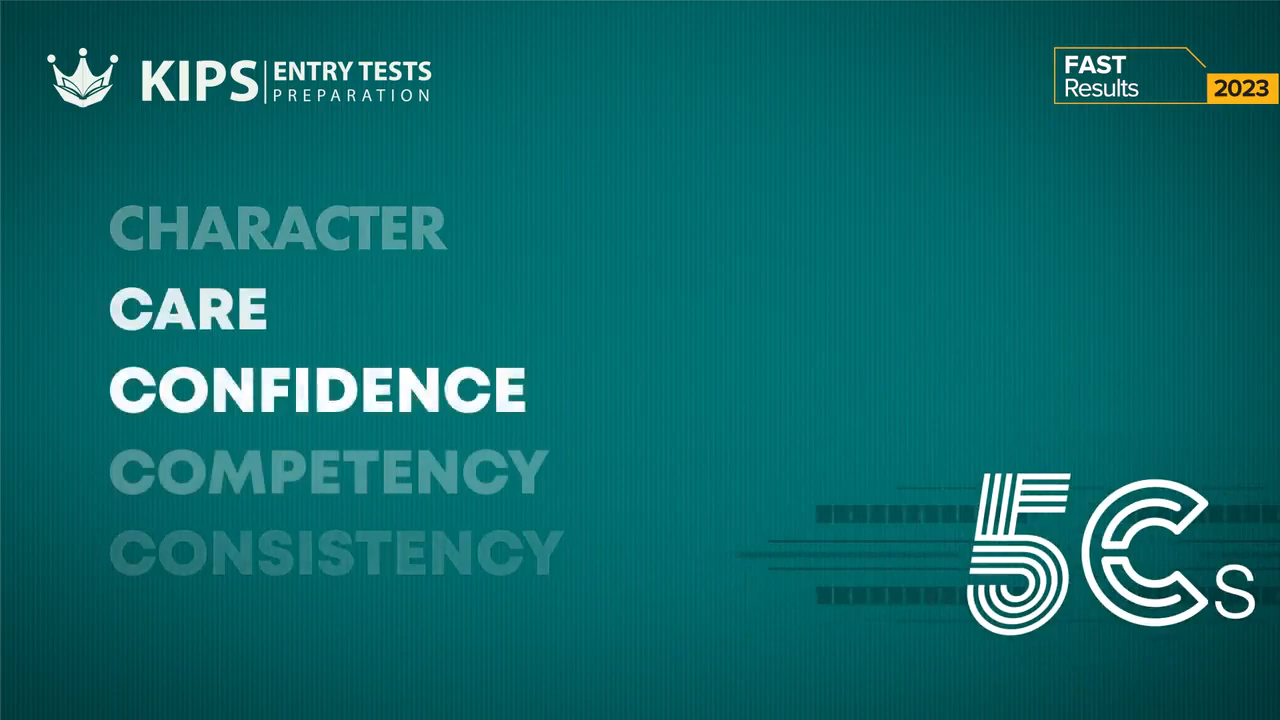 KIPS ENTRY TESTS
PREPARATION
FAST
Results
2023
CHARACTER
CARE
CONFIDENCE
COMPETENCY
CONSISTENCY
5Cs